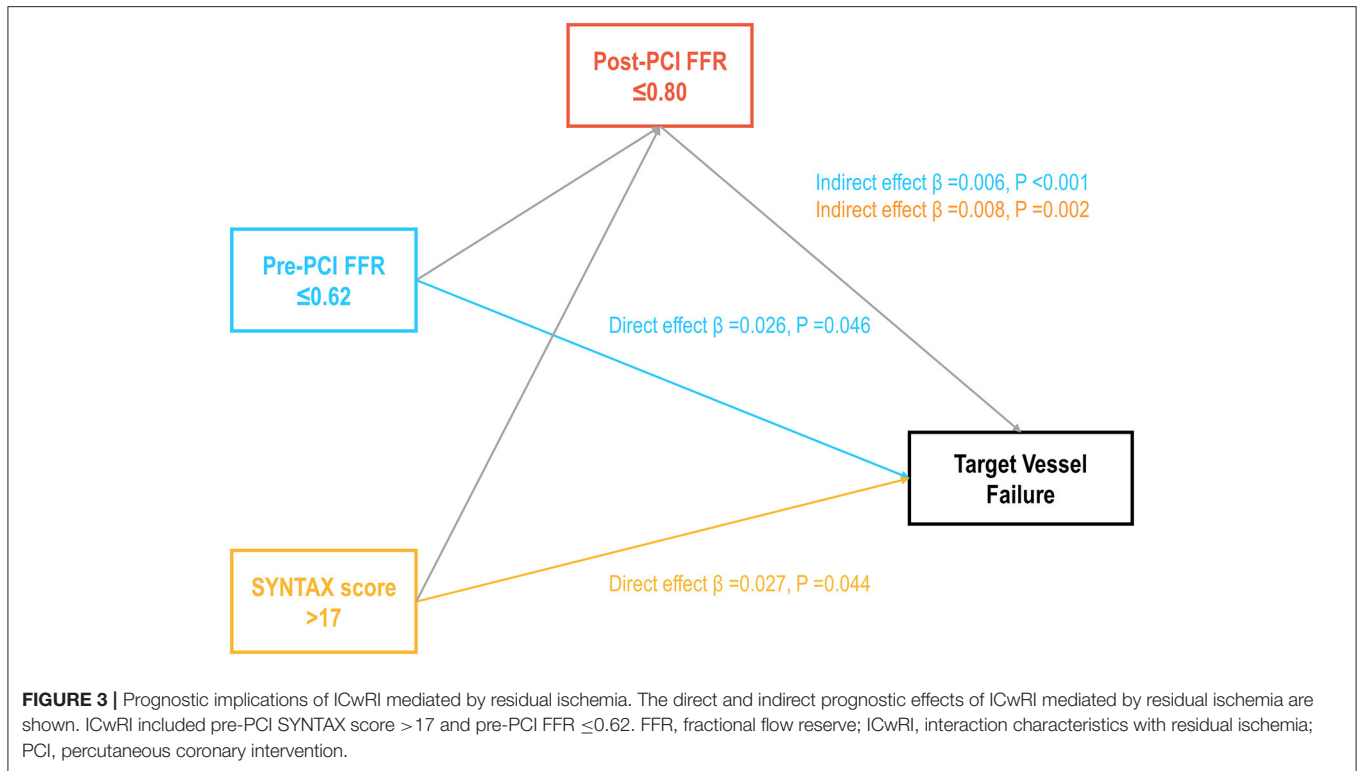 Post-PCI FFR
≤0.80
Indirect effect β =0.006, P <0.001
Indirect effect β =0.008, P =0.002
Pre-PCI FFR
≤0.62
Direct effect β =0.026, P =0.046
Target Vessel
Failure
SYNTAX score
>17
Direct effect β =0.027, P =0.044
FIGURE 3 | Prognostic implications of ICwRI mediated by residual ischemia. The direct and indirect prognostic effects of ICwRI mediated by residual ischemia are
shown. ICwRI included pre-PCI SYNTAX score >17 and pre-PCI FFR ≤0.62. FFR, fractional flow reserve; ICwRI, interaction characteristics with residual ischemia;
PCI, percutaneous coronary intervention.